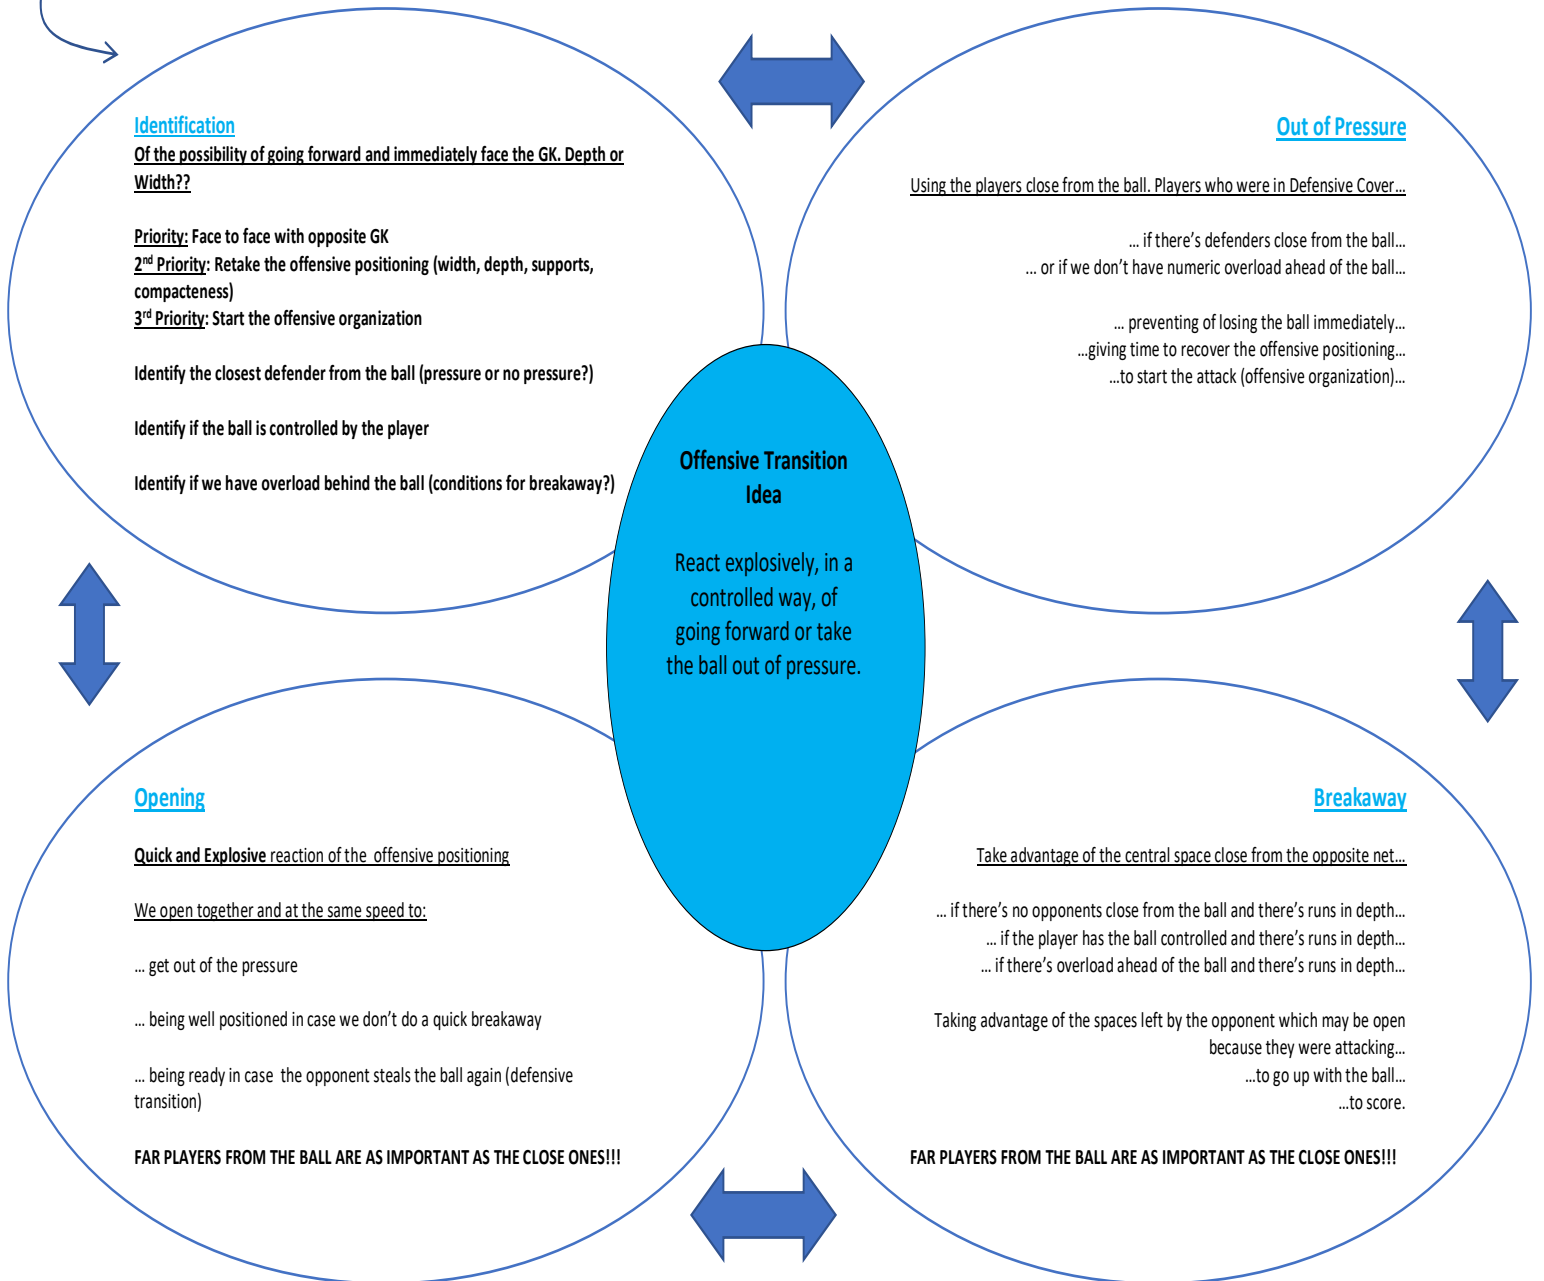 Identification
Of the possibility of going forward and immediately face the GK. Depth or
Width??
Priority: Face to face with opposite GK
2nd Priority: Retake the offensive positioning (width, depth, supports,
compacteness)
3rd Priority: Start the offensive organization
Identify the closest defender from the ball (pressure or no pressure?)
Identify if the ball is controlled by the player
Identify if we have overload behind the ball (conditions for breakaway?)
Out of Pressure
Using the players close from the ball. Players who were in Defensive Cover…
… if there’s defenders close from the ball…
… or if we don’t have numeric overload ahead of the ball…
… preventing of losing the ball immediately…
…giving time to recover the offensive positioning…
…to start the attack (offensive organization)…
Offensive Transition
Idea
React explosively, in a
controlled way, of
going forward or take
the ball out of pressure.
Opening
Quick and Explosive reaction of the offensive positioning
We open together and at the same speed to:
… get out of the pressure
… being well positioned in case we don’t do a quick breakaway
… being ready in case the opponent steals the ball again (defensive
transition)
FAR PLAYERS FROM THE BALL ARE AS IMPORTANT AS THE CLOSE ONES!!!
Breakaway
Take advantage of the central space close from the opposite net…
… if there’s no opponents close from the ball and there’s runs in depth…
… if the player has the ball controlled and there’s runs in depth…
… if there’s overload ahead of the ball and there’s runs in depth…
Taking advantage of the spaces left by the opponent which may be open
because they were attacking…
…to go up with the ball…
…to score.
FAR PLAYERS FROM THE BALL ARE AS IMPORTANT AS THE CLOSE ONES!!!